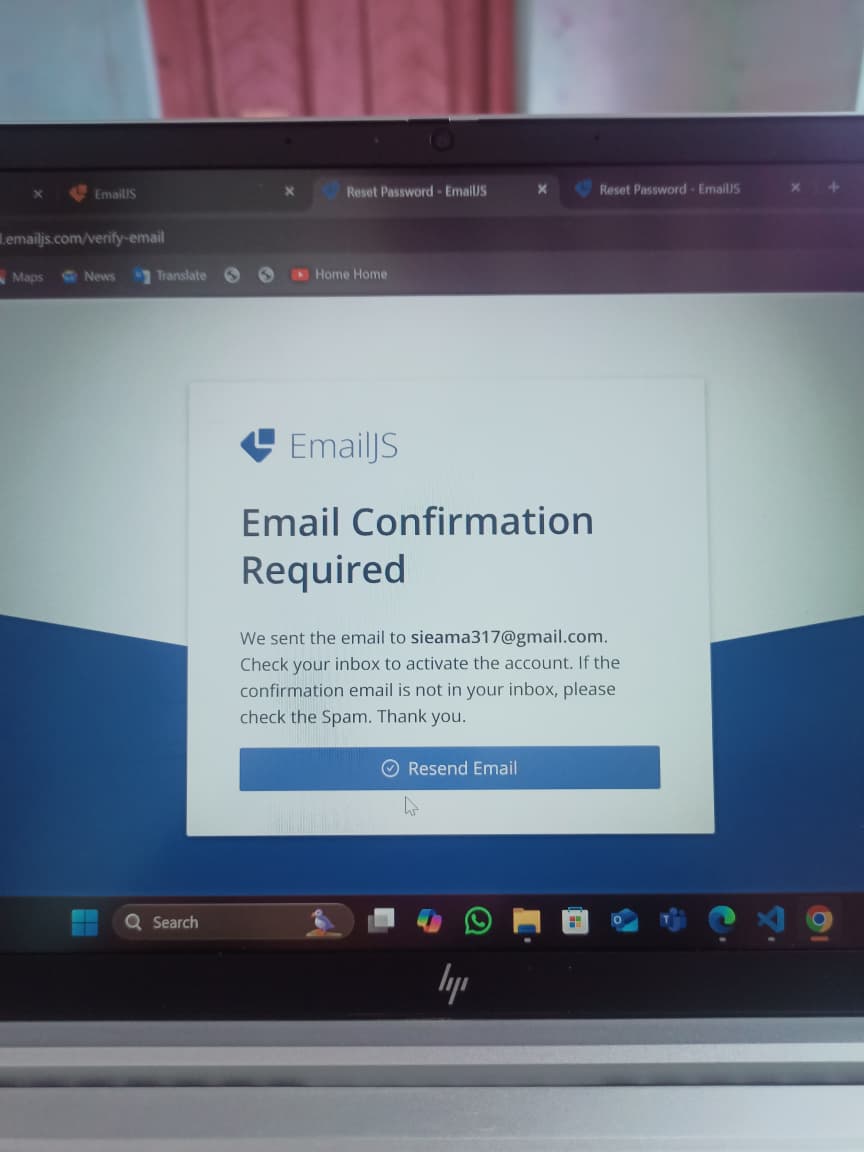 EmailJS
Reset Password - EmailJS
Reset Password - EmailJS
.emailjs.com/verify-email
Maps
News
Translate
Home Home
EmailJS
Email Confirmation
Required
We sent the email to sieama317@gmail.com.
Check your inbox to activate the account. If the
confirmation email is not in your inbox, please
check the Spam. Thank you.
Resend Email
Search
hp